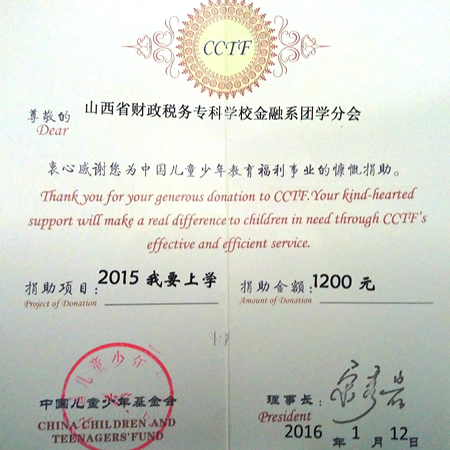 CCTF
山西省财政税务专科学校金融系团学分会
尊敬的
Dear
衷心感谢您为中国儿童少年教育福利事业的慷慨捐助。
Thank you for your generous donation to CCTF.Your kind-hearted
support will make a real difference to children in need through CCTF's
effective and efficient service.
捐助项目：2015 我要上学
Project of Donation
捐助金额：1200 元
Amount of Donation
儿童少年
中国儿童少年基金会
CHINA CHILDREN AND
TEENAGERS'FUND
理事长：
President
2016 年 1 月 12 日